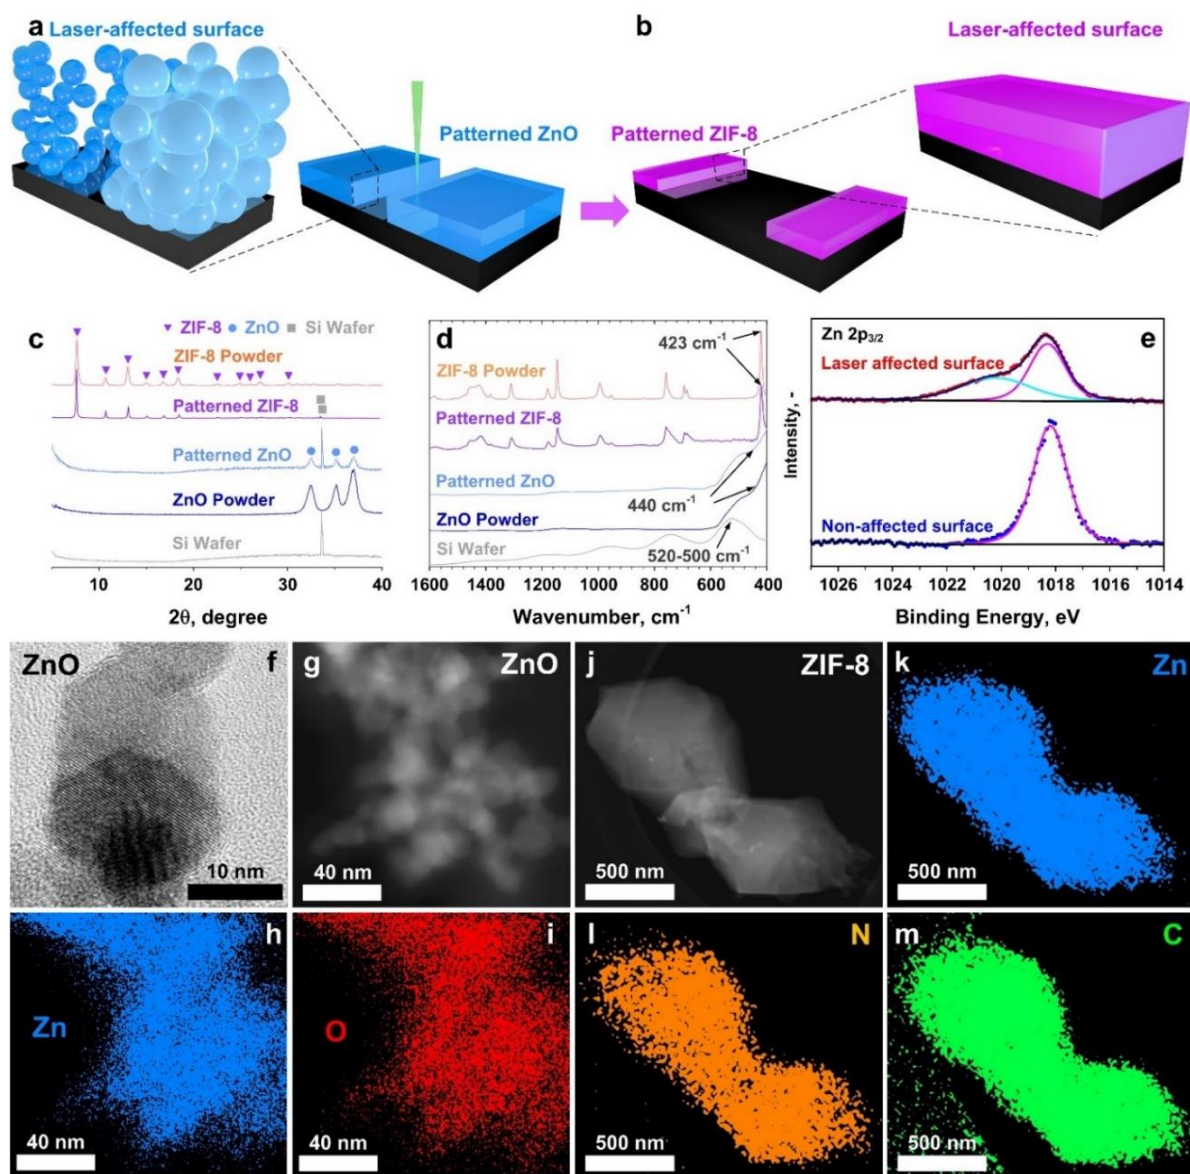 a
Laser-affected surface
Patterned ZnO
b
Laser-affected surface
Patterned ZIF-8
c
ZIF-8 ZnO Si Wafer
ZIF-8 Powder
Patterned ZIF-8
Patterned ZnO
ZnO Powder
Si Wafer
10 20 30 40
2θ, degree
d
423 cm-1
ZIF-8 Powder
Patterned ZIF-8
Patterned ZnO
440 cm-1
ZnO Powder
520-500 cm-1
Si Wafer
1600 1400 1200 1000 800 600 400
Wavenumber, cm-1
e
Zn 2p3/2
Laser affected surface
Non-affected surface
Intensity, -
1026 1024 1022 1020 1018 1016 1014
Binding Energy, eV
ZnO f
10 nm
g ZnO
40 nm
j ZIF-8
500 nm
k Zn
500 nm
h
Zn
40 nm
i
O
40 nm
l N
500 nm
m C
500 nm